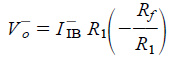 V_o^- = I_IB^- R_1(-R_f/R_1)